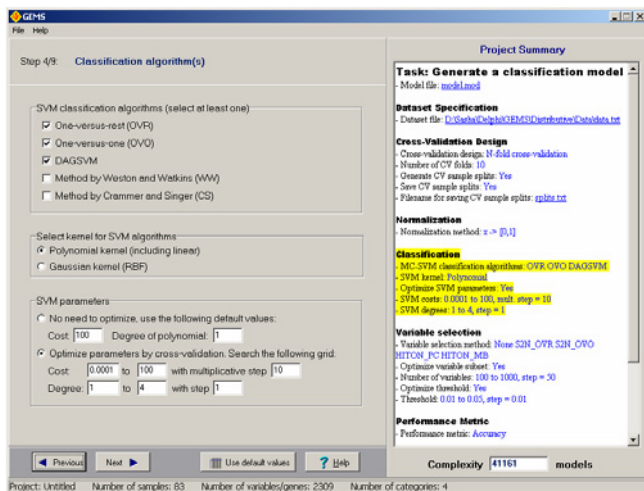 GEMS
File Help
Step 4/9: Classification algorithm(s)
SVM classification algorithms (select at least one)
One-versus-rest (OVR)
One-versus-one (OVO)
DAGSVM
Method by Weston and Watkins (WW)
Method by Crammer and Singer (CS)
Select kernel for SVM algorithms
Polynomial kernel (including linear)
Gaussian kernel (RBF)
SVM parameters
No need to optimize, use the following default values:
Cost: 100 Degree of polynomial: 1
Optimize parameters by cross-validation. Search the following grid:
Cost: 0.0001 to 100 with multiplicative step 10
Degree: 1 to 4 with step 1
Previous Next Use default values Help
Project Summary
Task: Generate a classification model
- Model file: model.mod
Dataset Specification
- Dataset file: D:\Sasha\Delphi\GEMS\Distributive\Data\data.txt
Cross-Validation Design
- Cross-validation design: N-fold cross-validation
- Number of CV folds: 10
- Generate CV sample splits: Yes
- Save CV sample splits: Yes
- Filename for saving CV sample splits: splits.txt
Normalization
- Normalization method: x -> [0,1]
Classification
- MC-SVM classification algorithms: OVR OVO DAGSVM
- SVM kernel: Polynomial
- Optimize SVM parameters: Yes
- SVM costs: 0.0001 to 100, mult. step = 10
- SVM degrees: 1 to 4, step = 1
Variable selection
- Variable selection method: None S2N_OVR S2N_OVO
HITON_PC HITON_MB
- Optimize variable subset: Yes
- Number of variables: 100 to 1000, step = 50
- Optimize threshold: Yes
- Threshold: 0.01 to 0.05, step = 0.01
Performance Metric
- Performance metric: Accuracy
Complexity 41161 models
Project: Untitled Number of samples: 83 Number of variables/genes: 2309 Number of categories: 4